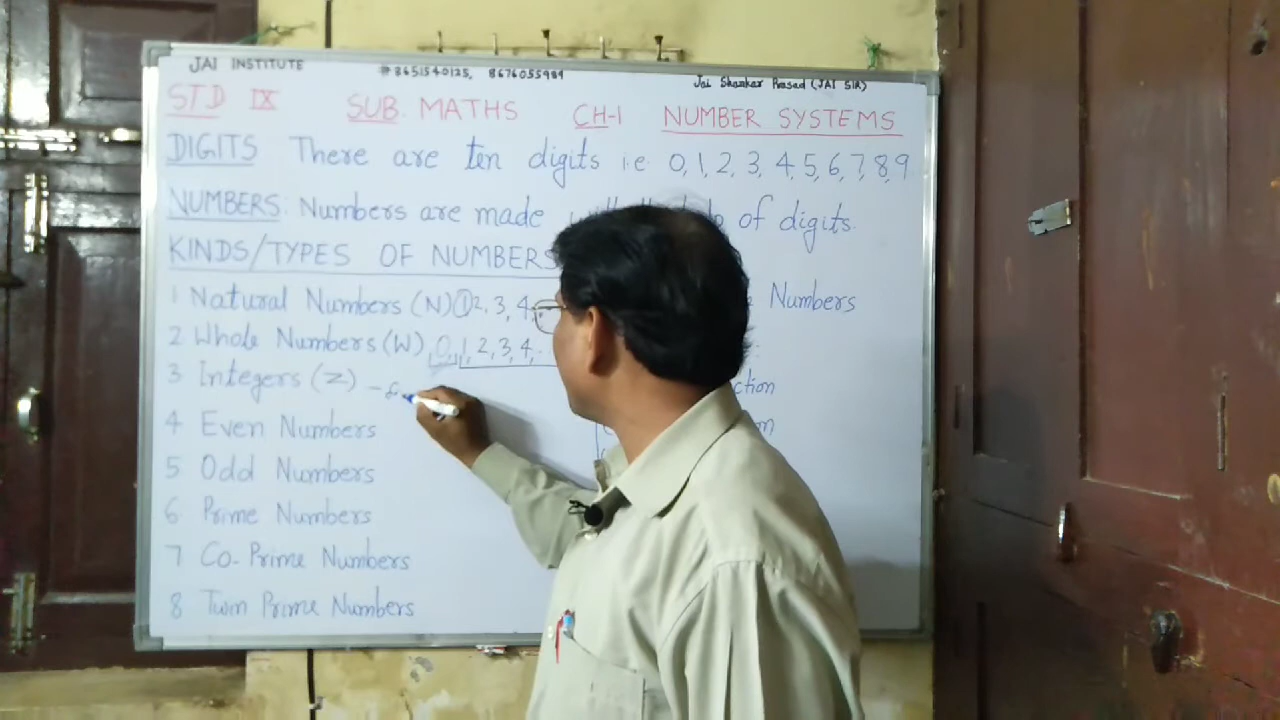 JAI INSTITUTE #8651540125, 8676055989 Jai Shankar Prasad (JAI SIR)
STD IX SUB. MATHS CH-1 NUMBER SYSTEMS
DIGITS There are ten digits i.e. 0, 1, 2, 3, 4, 5, 6, 7, 8, 9
NUMBERS: Numbers are made of digits.
KINDS/TYPES OF NUMBERS
1 Natural Numbers (N) 1 2, 3, 4, Numbers
2 Whole Numbers (W) 0, 1, 2, 3, 4, ..
3 Integers (Z) -
4 Even Numbers
5 Odd Numbers
6 Prime Numbers
7 Co-Prime Numbers
8 Twin Prime Numbers